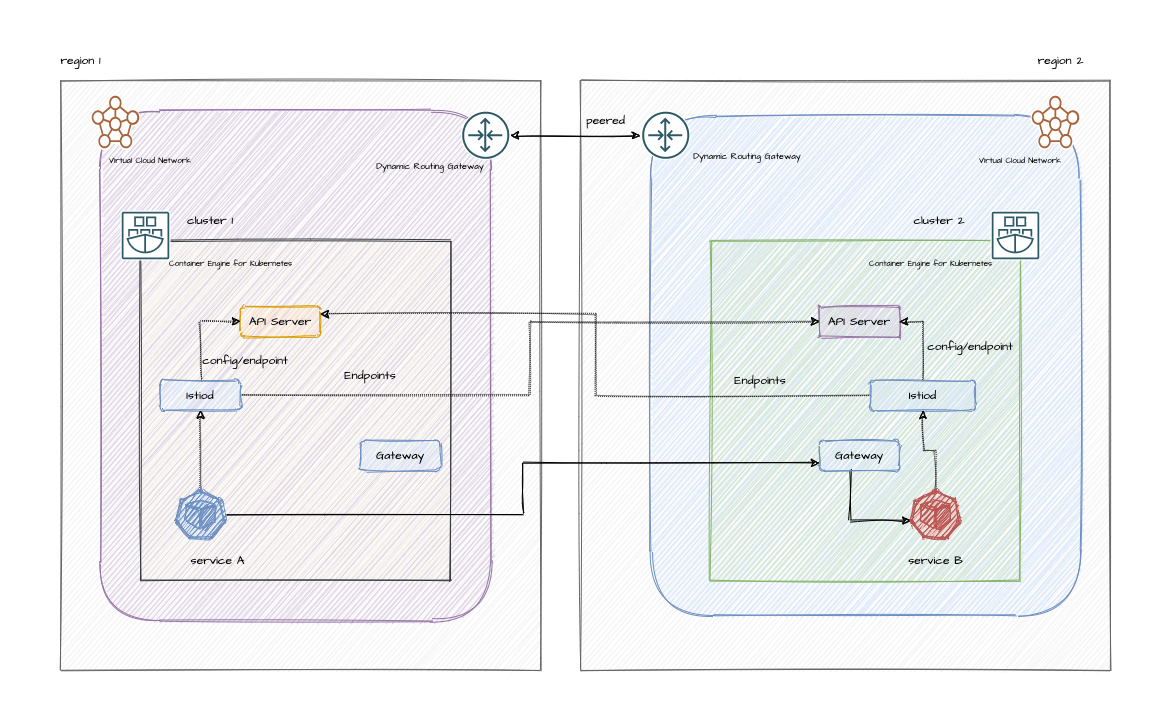 region 1
region 2
peered
Virtual Cloud Network
Dynamic Routing Gateway
Dynamic Routing Gateway
Virtual Cloud Network
cluster 1
cluster 2
Container Engine for Kubernetes
Container Engine for Kubernetes
API Server
API Server
config/endpoint
config/endpoint
Endpoints
Endpoints
Istiod
Istiod
Gateway
Gateway
service A
service B